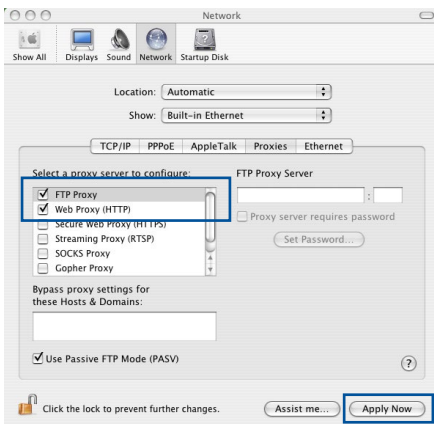 Network
Show All Displays Sound Network Startup Disk
Location: Automatic
Show: Built-in Ethernet
TCP/IP PPPoE AppleTalk Proxies Ethernet
Select a proxy server to configure: FTP Proxy Server
FTP Proxy
:
Web Proxy (HTTP)
Proxy server requires password
Secure Web Proxy (HTTPS)
Streaming Proxy (RTSP) Set Password...
SOCKS Proxy
Gopher Proxy
Bypass proxy settings for
these Hosts & Domains:
Use Passive FTP Mode (PASV) ?
Click the lock to prevent further changes. Assist me... Apply Now